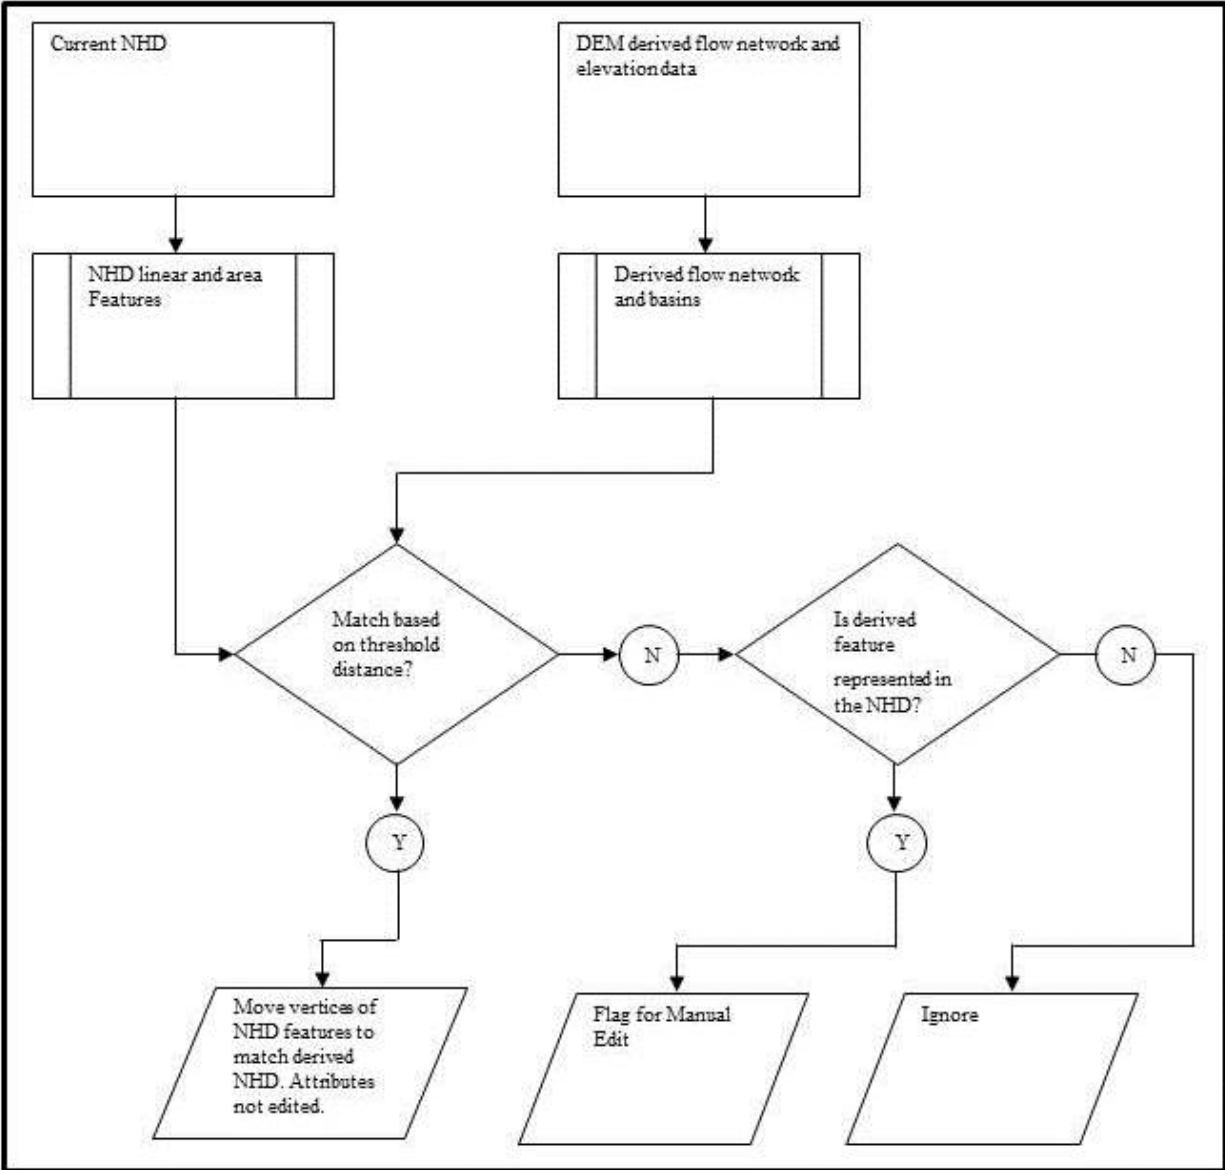 Current NHD
DEM derived flow network and
elevation data
NHD linear and area
Features
Derived flow network
and basins
Match based
on threshold
distance?
N
Is derived
feature
represented in
the NHD?
N
Y
Y
Move vertices of
NHD features to
match derived
NHD. Attributes
not edited.
Flag for Manual
Edit
Ignore